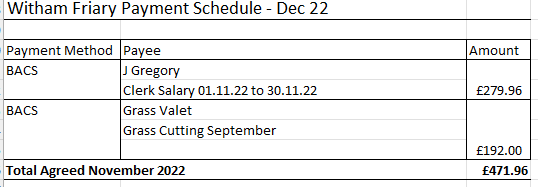 Witham Friary Payment Schedule - Dec 22
Payment Method Payee Amount
BACS J Gregory
Clerk Salary 01.11.22 to 30.11.22 £279.96
BACS Grass Valet
Grass Cutting September
£192.00
Total Agreed November 2022 £471.96